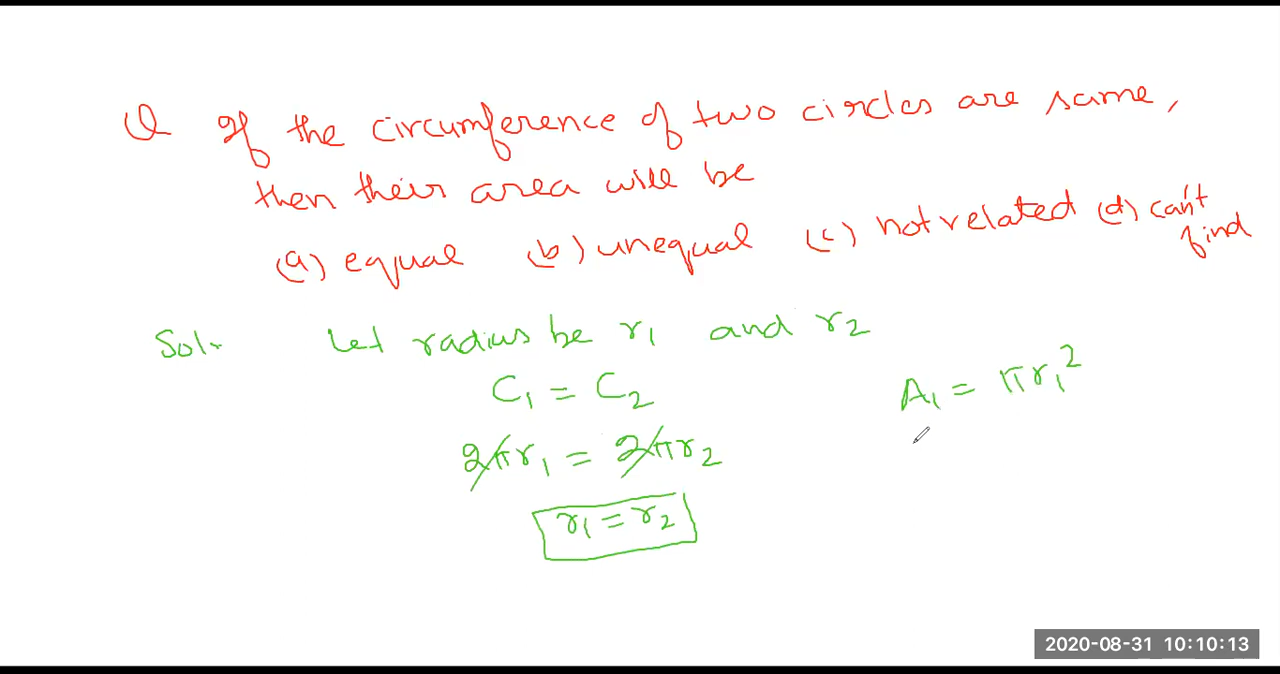 Q If the circumference of two circles are same,
then their area will be
(a) equal (b) unequal (c) not related (d) can't find
Sol. Let radius be r₁ and r₂
C₁ = C₂
A₁ = πr₁²
2πr₁ = 2πr₂
r₁ = r₂
2020-08-31 10:10:13